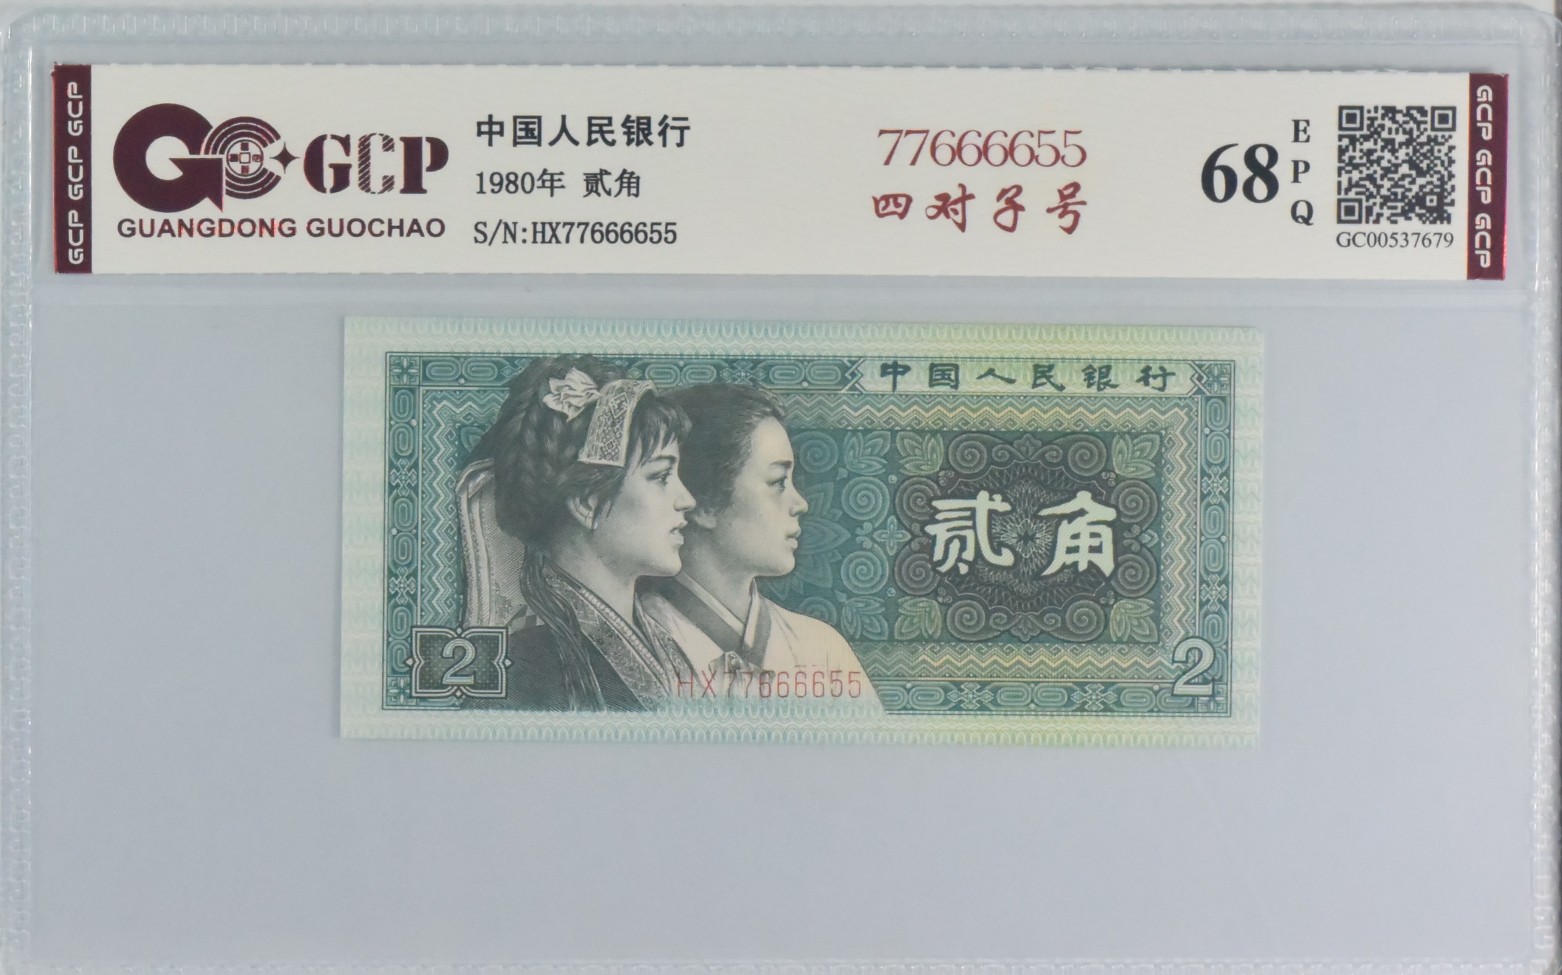 GCP GCP GCP
GCP
GUANGDONG GUOCHAO
中国人民银行
1980年 贰角
S/N:HX77666655
77666655
四对子号
68
EPQ
GC00537679
GCP GCP GCP
中国人民银行
贰角
2
HX77666655
2